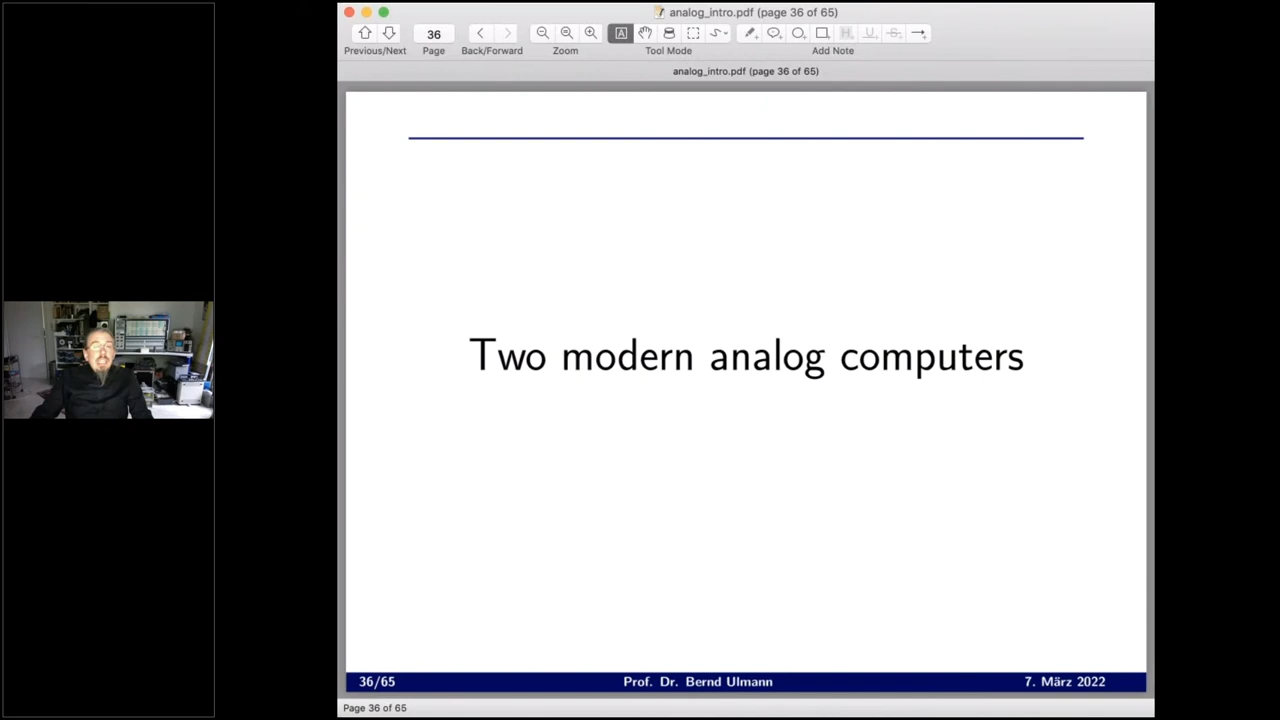 analog_intro.pdf (page 36 of 65)
36
Previous/Next Page Back/Forward Zoom Tool Mode Add Note
analog_intro.pdf (page 36 of 65)
Two modern analog computers
36/65 Prof. Dr. Bernd Ulmann 7. März 2022
Page 36 of 65